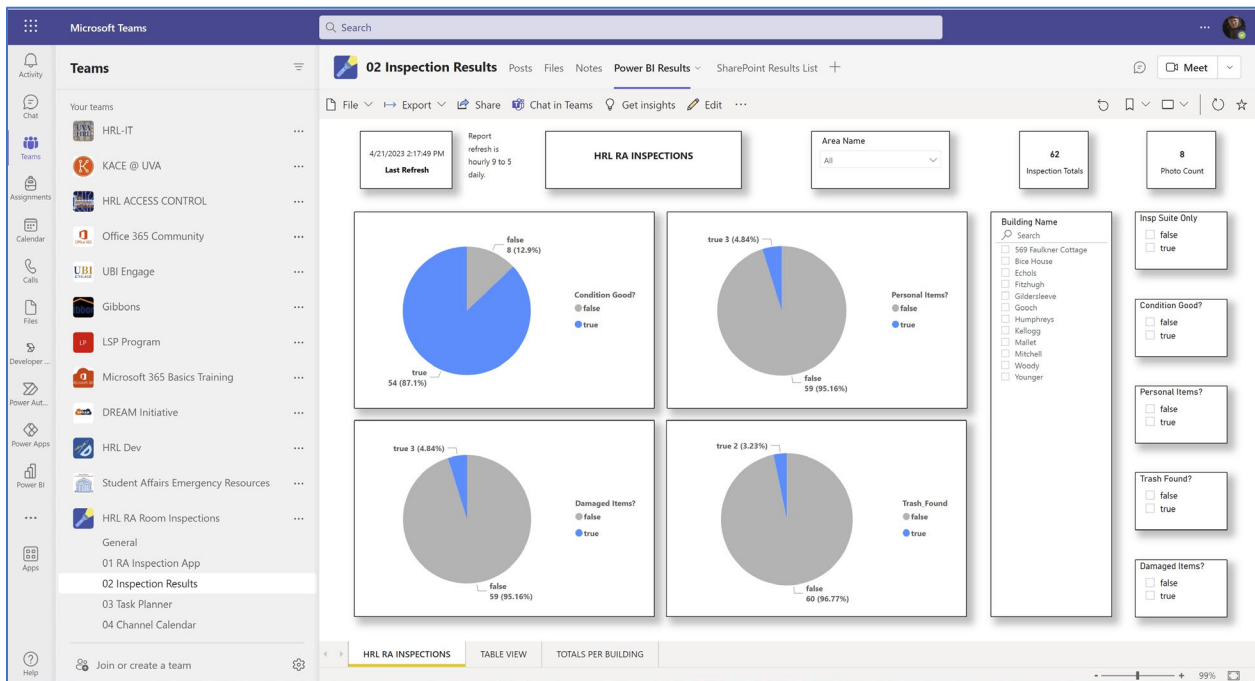 Microsoft Teams
Search
Activity
Chat
Teams
Assignments
Calendar
Calls
Files
Developer ...
Power Aut...
Power Apps
Power BI
Apps
Help
Teams
Your teams
HRL-IT
KACE @ UVA
HRL ACCESS CONTROL
Office 365 Community
UBI Engage
Gibbons
LP
LSP Program
Microsoft 365 Basics Training
DREAM Initiative
HRL Dev
Student Affairs Emergency Resources
HRL RA Room Inspections
General
01 RA Inspection App
02 Inspection Results
03 Task Planner
04 Channel Calendar
Join or create a team
02 Inspection Results Posts Files Notes Power BI Results SharePoint Results List
Meet
File Export Share Chat in Teams Get insights Edit
4/21/2023 2:17:49 PM
Last Refresh
Report
refresh is
hourly 9 to 5
daily.
HRL RA INSPECTIONS
Area Name
All
62
Inspection Totals
8
Photo Count
false
8 (12.9%)
true
54 (87.1%)
Condition Good?
false
true
true 3 (4.84%)
false
59 (95.16%)
Personal Items?
false
true
true 3 (4.84%)
false
59 (95.16%)
Damaged Items?
false
true
true 2 (3.23%)
false
60 (96.77%)
Trash_Found
false
true
Building Name
Search
569 Faulkner Cottage
Bice House
Echols
Fitzhugh
Gildersleeve
Gooch
Humphreys
Kellogg
Mallet
Mitchell
Woody
Younger
Insp Suite Only
false
true
Condition Good?
false
true
Personal Items?
false
true
Trash Found?
false
true
Damaged Items?
false
true
HRL RA INSPECTIONS TABLE VIEW TOTALS PER BUILDING
99%